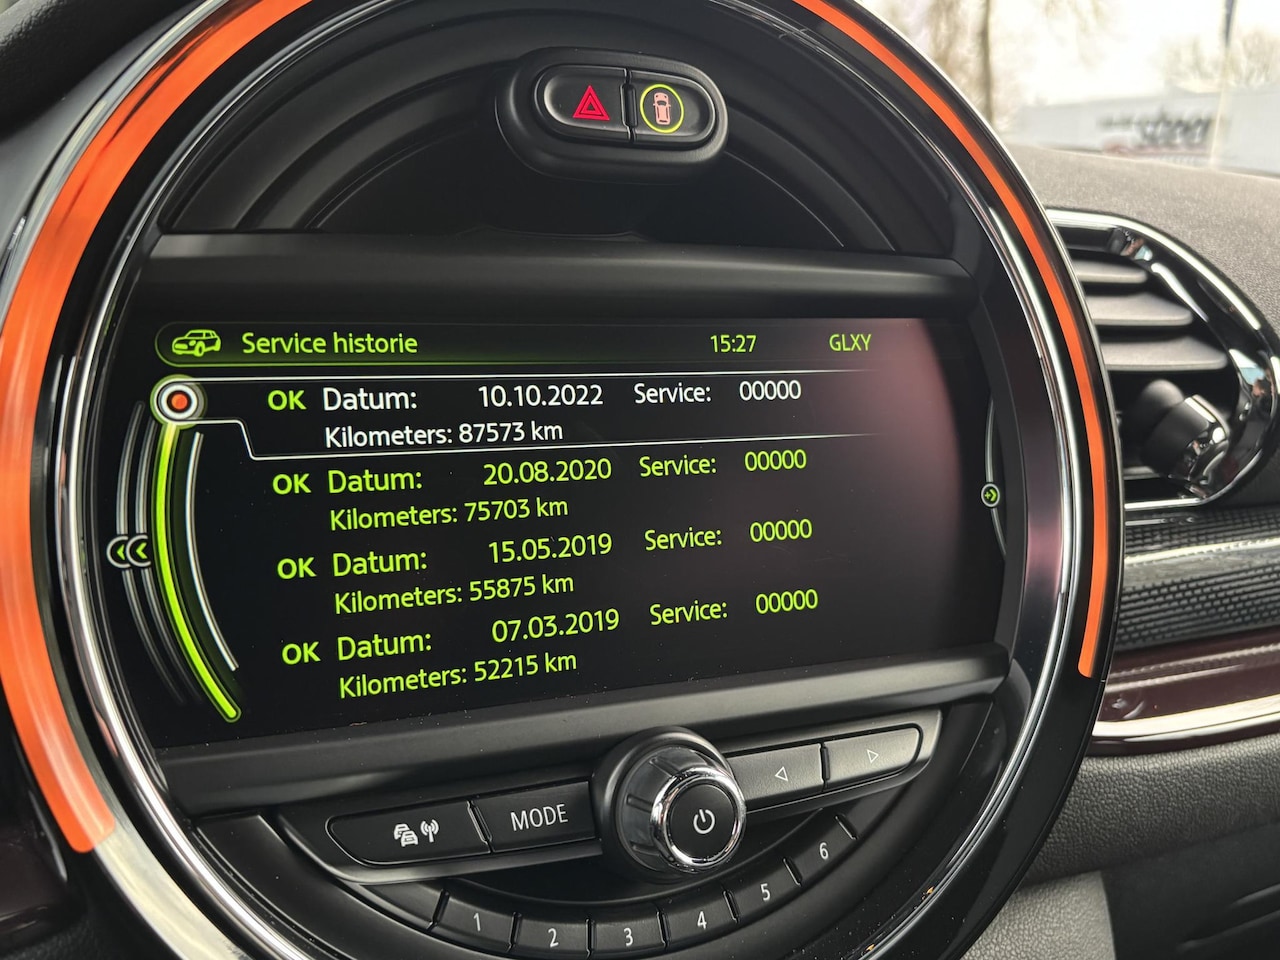 Service historie 15:27 GLXY
OK Datum: 10.10.2022 Service: 00000
Kilometers: 87573 km
OK Datum: 20.08.2020 Service: 00000
Kilometers: 75703 km
OK Datum: 15.05.2019 Service: 00000
Kilometers: 55875 km
OK Datum: 07.03.2019 Service: 00000
Kilometers: 52215 km
MODE
1 2 3 4 5 6